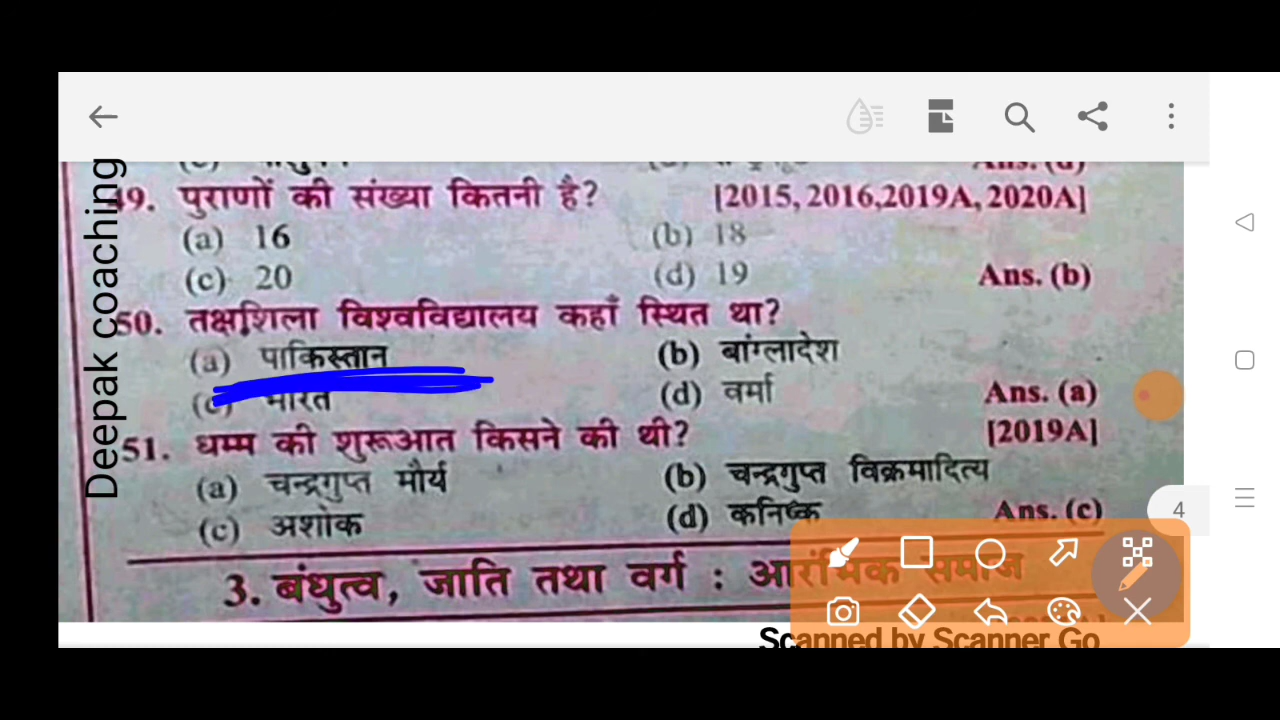 Deepak coaching
Ans. (d)
49. पुराणों की संख्या कितनी है? [2015, 2016,2019A, 2020A]
(a) 16 (b) 18
(c) 20 (d) 19 Ans. (b)
50. तक्षशिला विश्वविद्यालय कहाँ स्थित था?
(a) पाकिस्तान (b) बांग्लादेश
(c) भारत (d) वर्मा Ans. (a)
51. धम्म की शुरूआत किसने की थी? [2019A]
(a) चन्द्रगुप्त मौर्य (b) चन्द्रगुप्त विक्रमादित्य
(c) अशोक (d) कनिष्क Ans. (c)
4
3. बंधुत्व, जाति तथा वर्ग : आरंभिक समाज
Scanned by Scanner Go